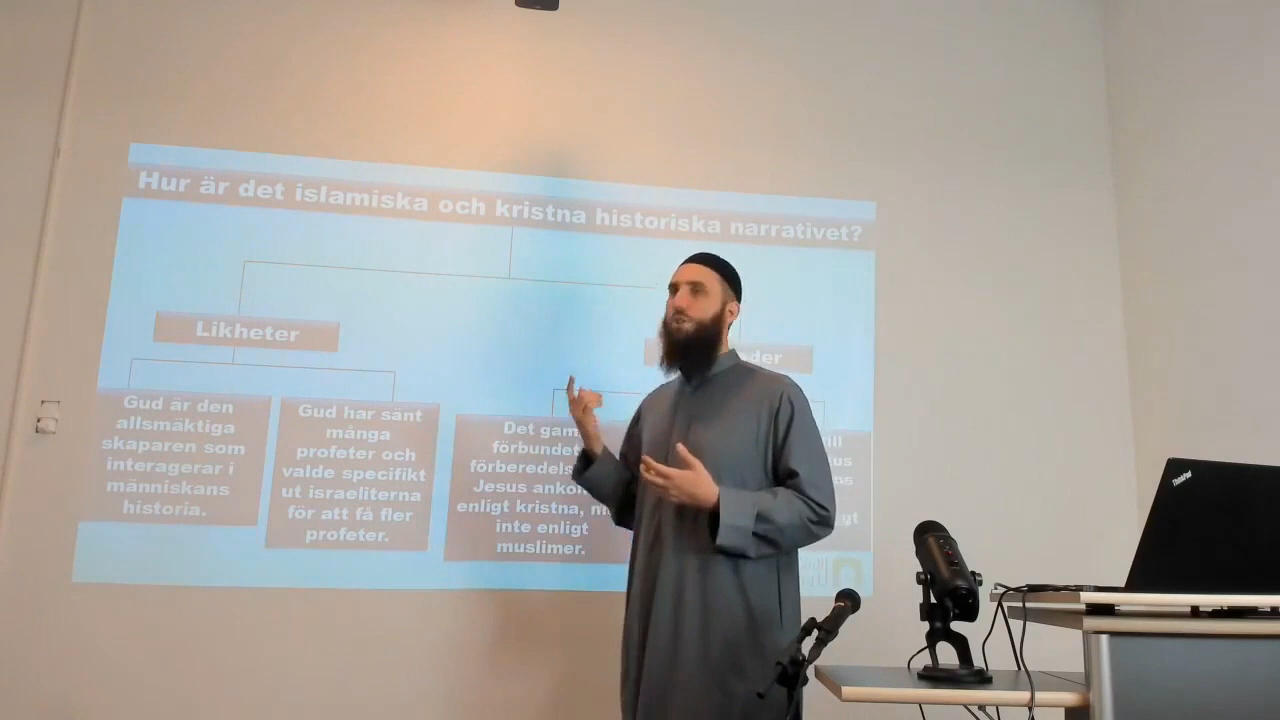 Hur är det islamiska och kristna historiska narrativet?
Likheter
Gud är den
allsmäktiga
skaparen som
interagerar i
människans
historia.
Gud har sänt
många
profeter och
valde specifikt
ut israeliterna
för att få fler
profeter.
Det gam
förbundet
förberedels
Jesus ankom
enligt kristna, m
inte enligt
muslimer.
der
ThinkPad